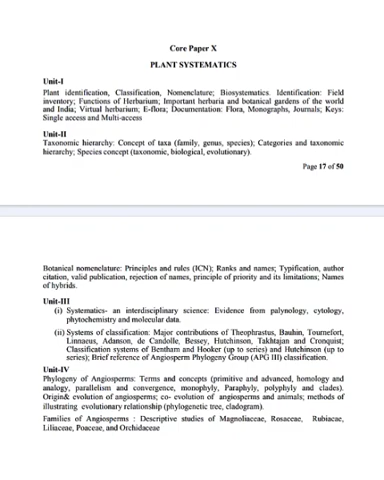 Core Paper X
PLANT SYSTEMATICS
Unit-I
Plant identification, Classification, Nomenclature; Biosystematics. Identification: Field
inventory; Functions of Herbarium; Important herbaria and botanical gardens of the world
and India; Virtual herbarium; E-flora; Documentation: Flora, Monographs, Journals; Keys:
Single access and Multi-access
Unit-II
Taxonomic hierarchy: Concept of taxa (family, genus, species); Categories and taxonomic
hierarchy; Species concept (taxonomic, biological, evolutionary).
Page 17 of 50
Botanical nomenclature: Principles and rules (ICN); Ranks and names; Typification, author
citation, valid publication, rejection of names, principle of priority and its limitations; Names
of hybrids.
Unit-III
(i) Systematics- an interdisciplinary science: Evidence from palynology, cytology,
phytochemistry and molecular data.
(ii) Systems of classification: Major contributions of Theophrastus, Bauhin, Tournefort,
Linnaeus, Adanson, de Candolle, Bessey, Hutchinson, Takhtajan and Cronquist;
Classification systems of Bentham and Hooker (up to series) and Hutchinson (up to
series); Brief reference of Angiosperm Phylogeny Group (APG III) classification.
Unit-IV
Phylogeny of Angiosperms: Terms and concepts (primitive and advanced, homology and
analogy, parallelism and convergence, monophyly, Paraphyly, polyphyly and clades).
Origin& evolution of angiosperms; co- evolution of angiosperms and animals; methods of
illustrating evolutionary relationship (phylogenetic tree, cladogram).
Families of Angiosperms : Descriptive studies of Magnoliaceae, Rosaceae, Rubiacae,
Liliaceae, Poaceae, and Orchidaceae